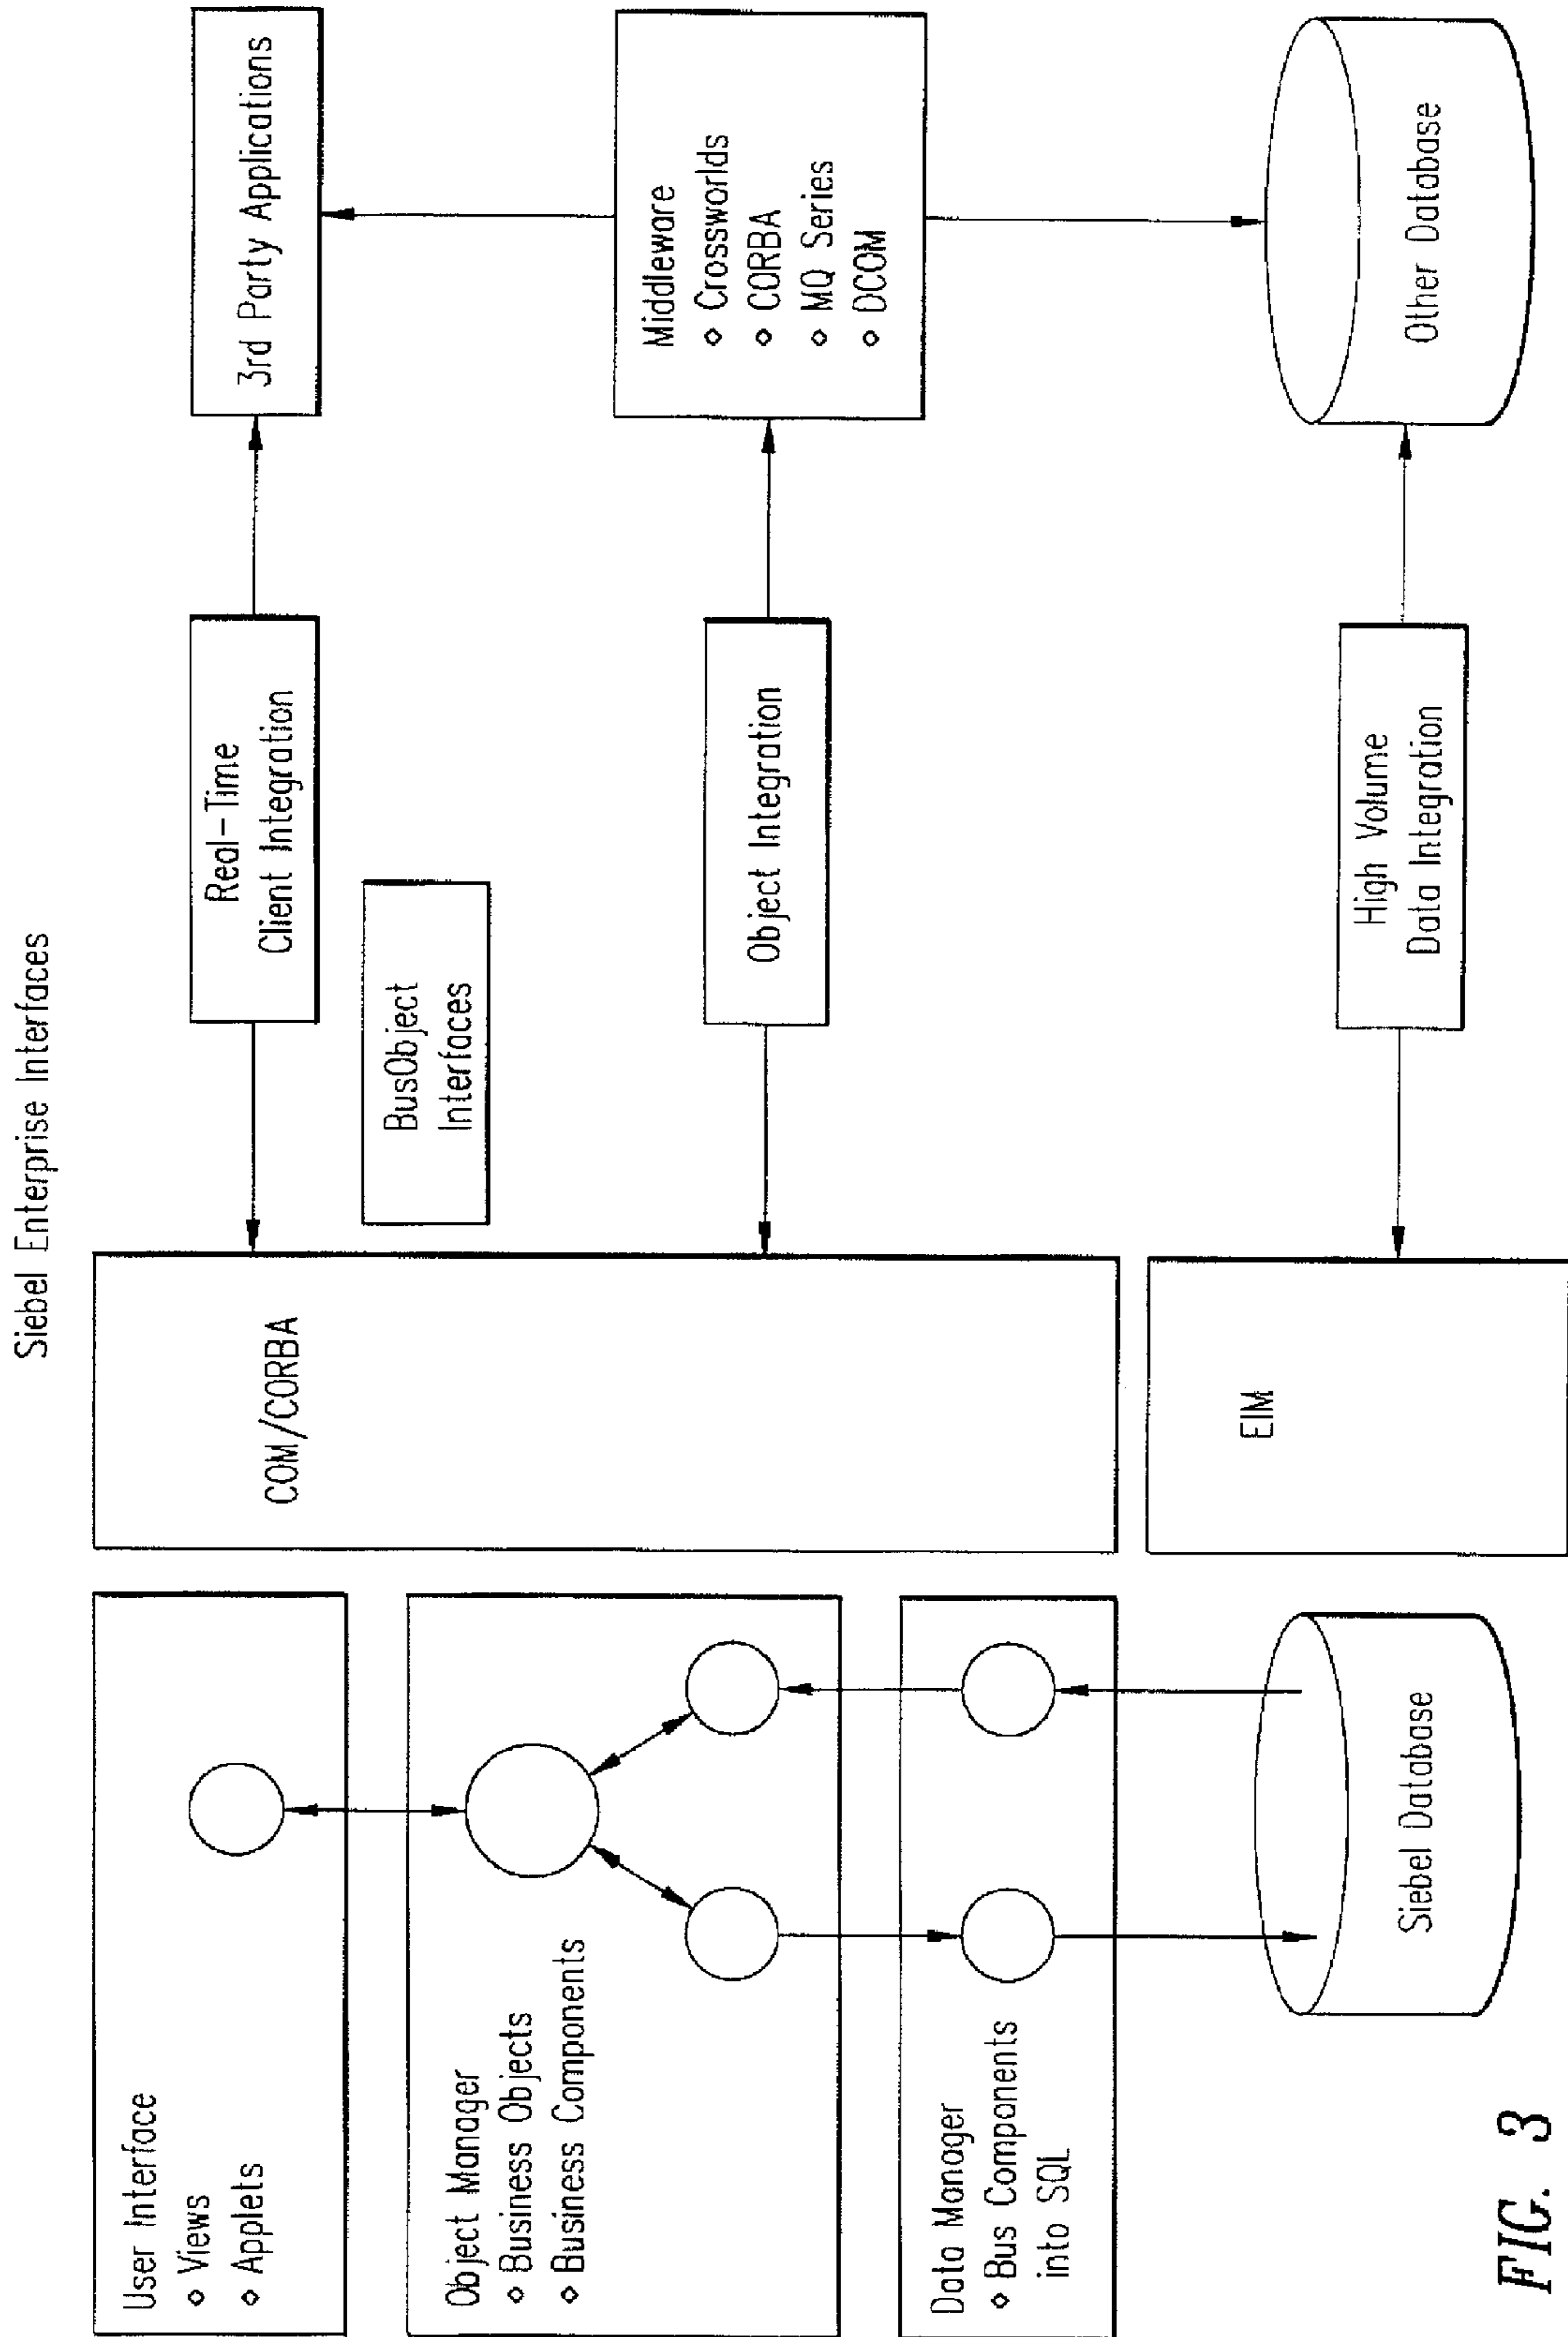 Siebel Enterprise Interfaces
User Interface
⋄ Views
⋄ Applets
Object Manager
⋄ Business Objects
⋄ Business Components
Data Manager
⋄ Bus Components
into SQL
Siebel Database
COM/CORBA
EIM
Real-Time
Client Integration
BusObject
Interfaces
Object Integration
High Volume
Data Integration
3rd Party Applications
Middleware
⋄ Crossworlds
⋄ CORBA
⋄ MQ Series
⋄ DCOM
Other Database
FIG. 3